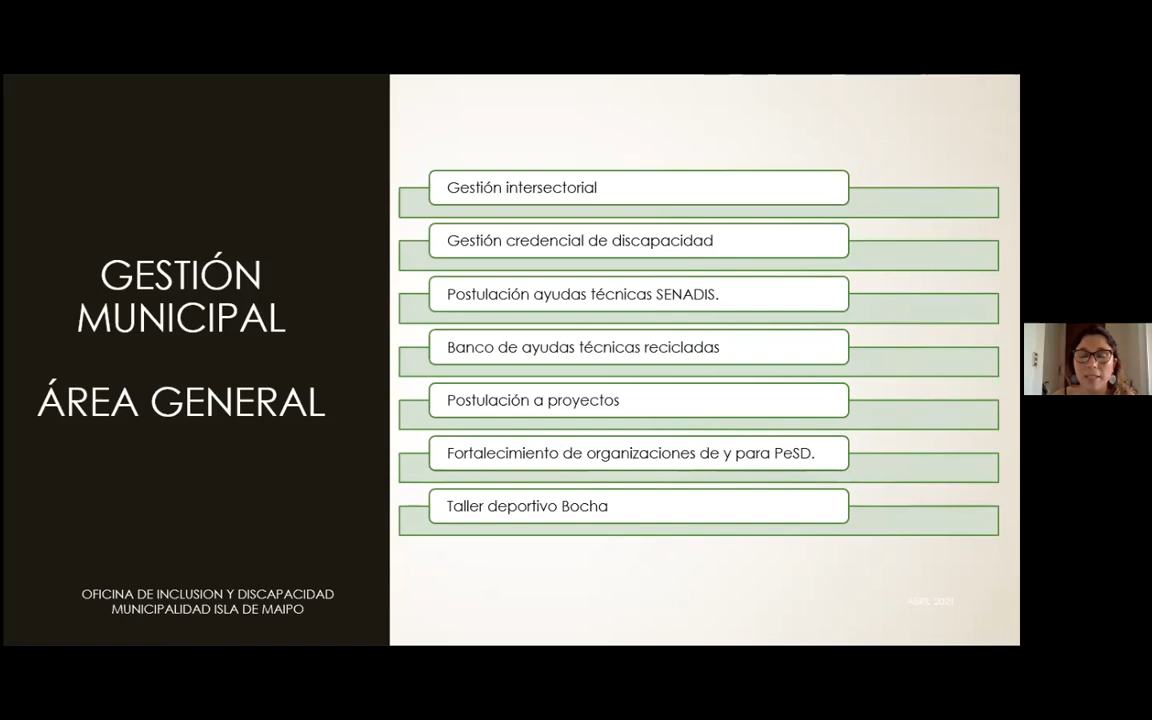 GESTIÓN
MUNICIPAL
ÁREA GENERAL
OFICINA DE INCLUSION Y DISCAPACIDAD
MUNICIPALIDAD ISLA DE MAIPO
Gestión intersectorial
Gestión credencial de discapacidad
Postulación ayudas técnicas SENADIS.
Banco de ayudas técnicas recicladas
Postulación a proyectos
Fortalecimiento de organizaciones de y para PeSD.
Taller deportivo Bocha
ABRIL 2021